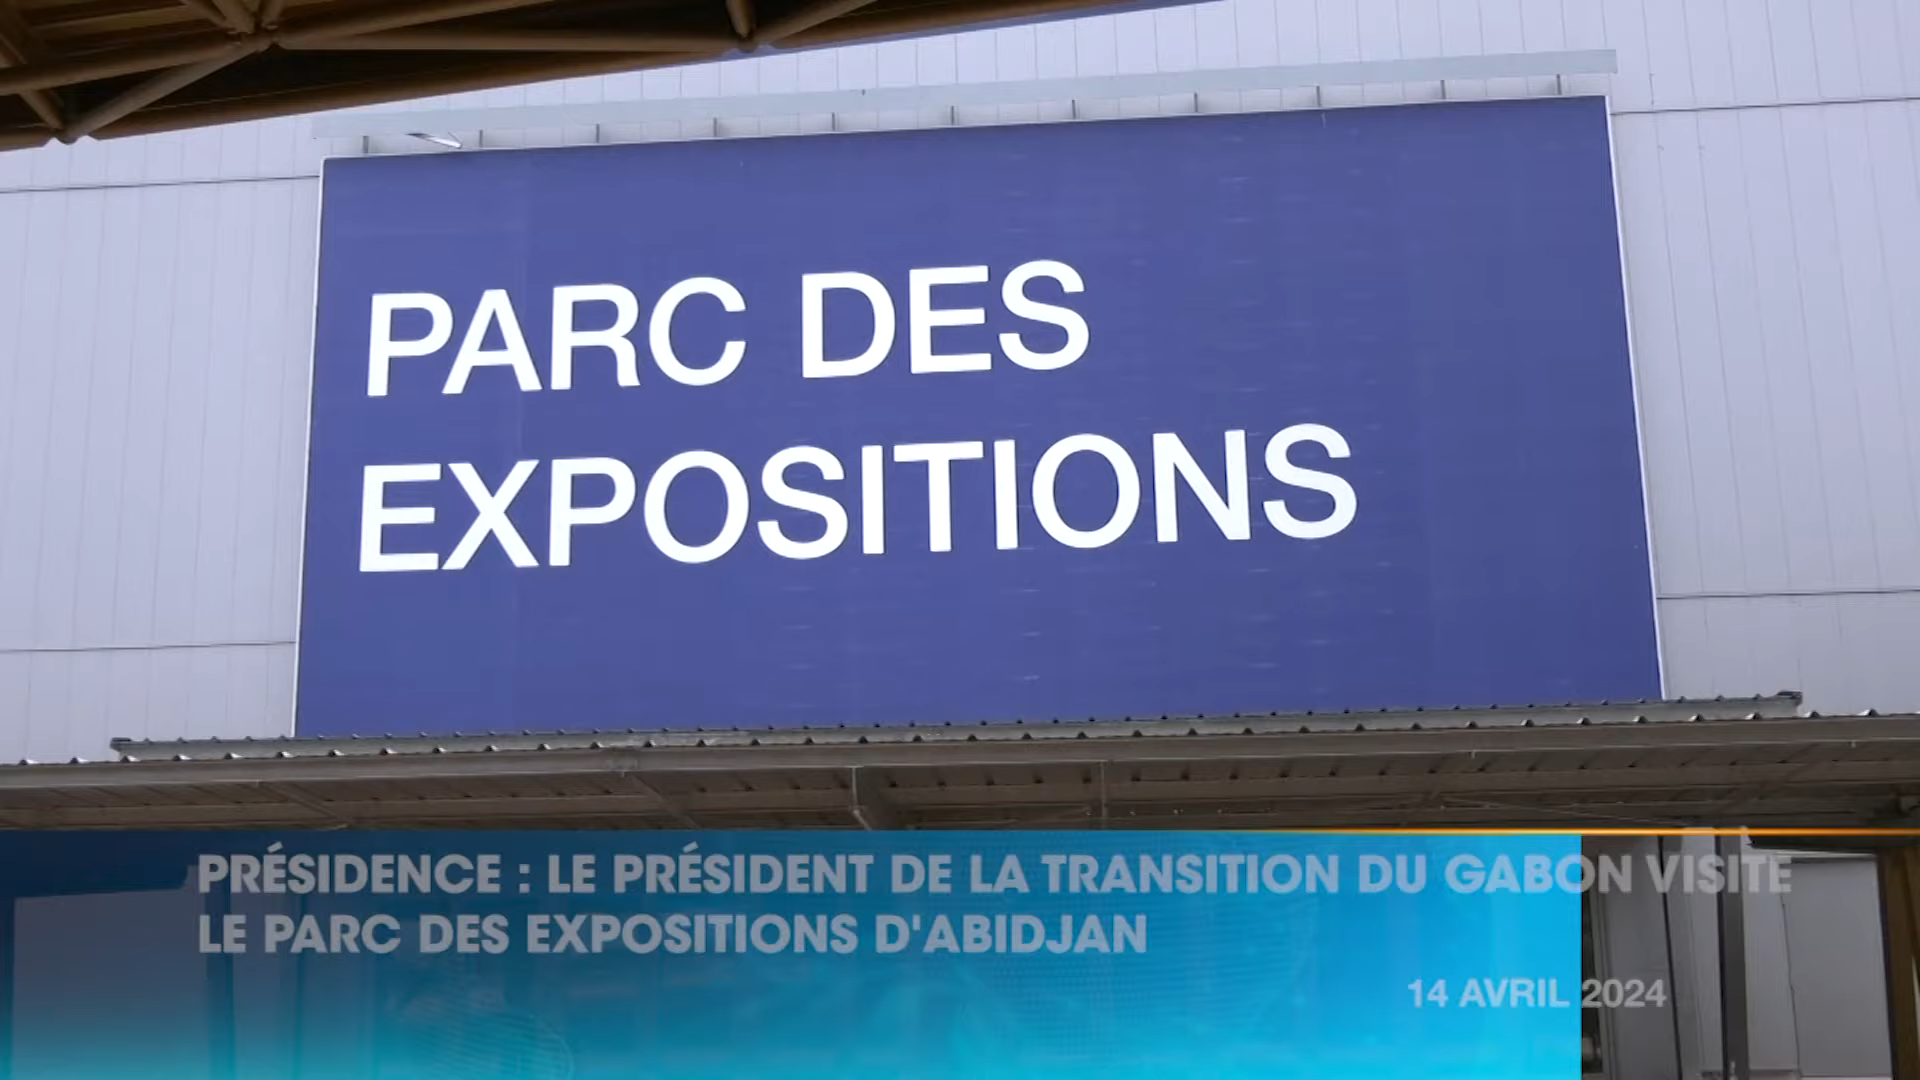 PARC DES
EXPOSITIONS
PRÉSIDENCE : LE PRÉSIDENT DE LA TRANSITION DU GABON VISITE
LE PARC DES EXPOSITIONS D'ABIDJAN
14 AVRIL 2024